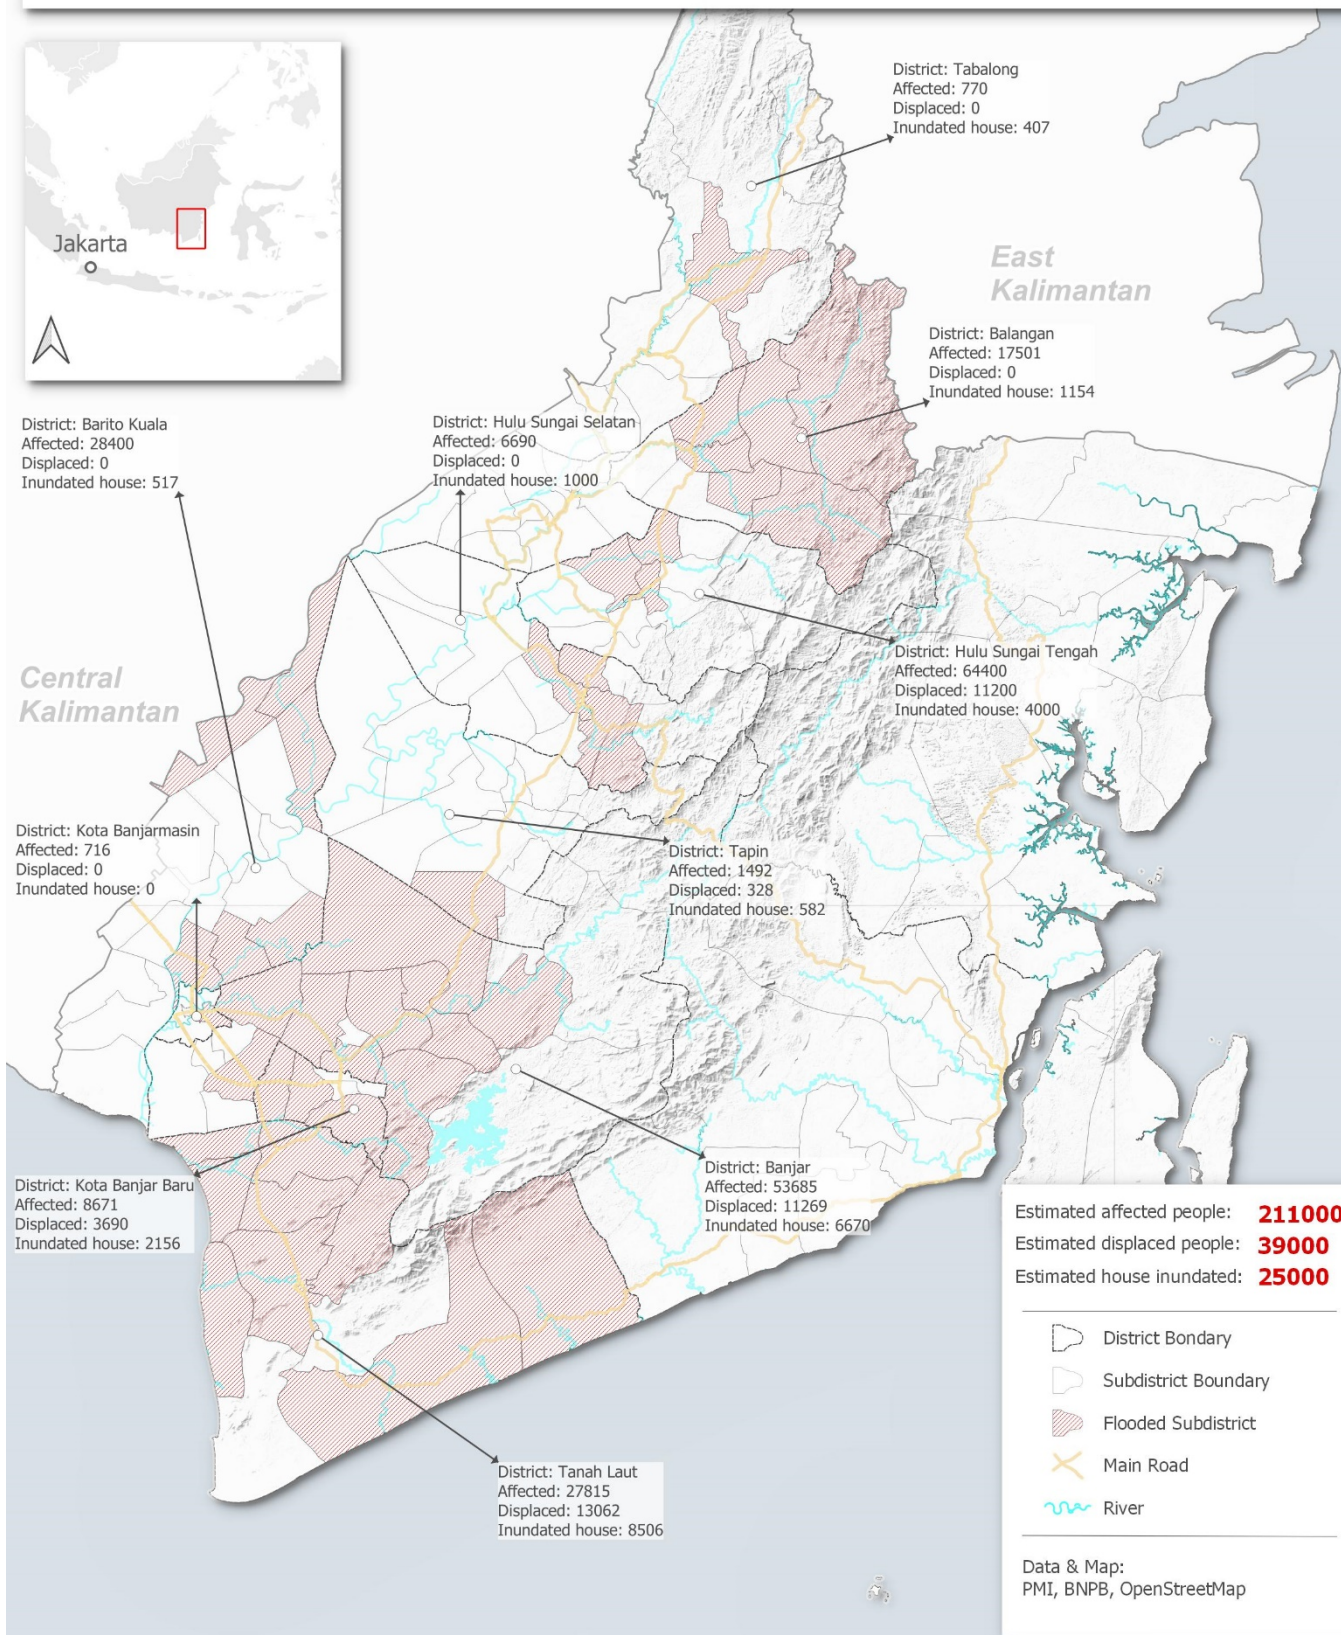 Jakarta
District: Tabalong
Affected: 770
Displaced: 0
Inundated house: 407
East
Kalimantan
District: Balangan
Affected: 17501
Displaced: 0
Inundated house: 1154
District: Barito Kuala
Affected: 28400
Displaced: 0
Inundated house: 517
District: Hulu Sungai Selatan
Affected: 6690
Displaced: 0
Inundated house: 1000
Central
Kalimantan
District: Hulu Sungai Tengah
Affected: 64400
Displaced: 11200
Inundated house: 4000
District: Kota Banjarmasin
Affected: 716
Displaced: 0
Inundated house: 0
District: Tapin
Affected: 1492
Displaced: 328
Inundated house: 582
District: Kota Banjar Baru
Affected: 8671
Displaced: 3690
Inundated house: 2156
District: Banjar
Affected: 53685
Displaced: 11269
Inundated house: 6670
District: Tanah Laut
Affected: 27815
Displaced: 13062
Inundated house: 8506
Estimated affected people: 211000
Estimated displaced people: 39000
Estimated house inundated: 25000
District Bondary
Subdistrict Boundary
Flooded Subdistrict
Main Road
River
Data & Map:
PMI, BNPB, OpenStreetMap